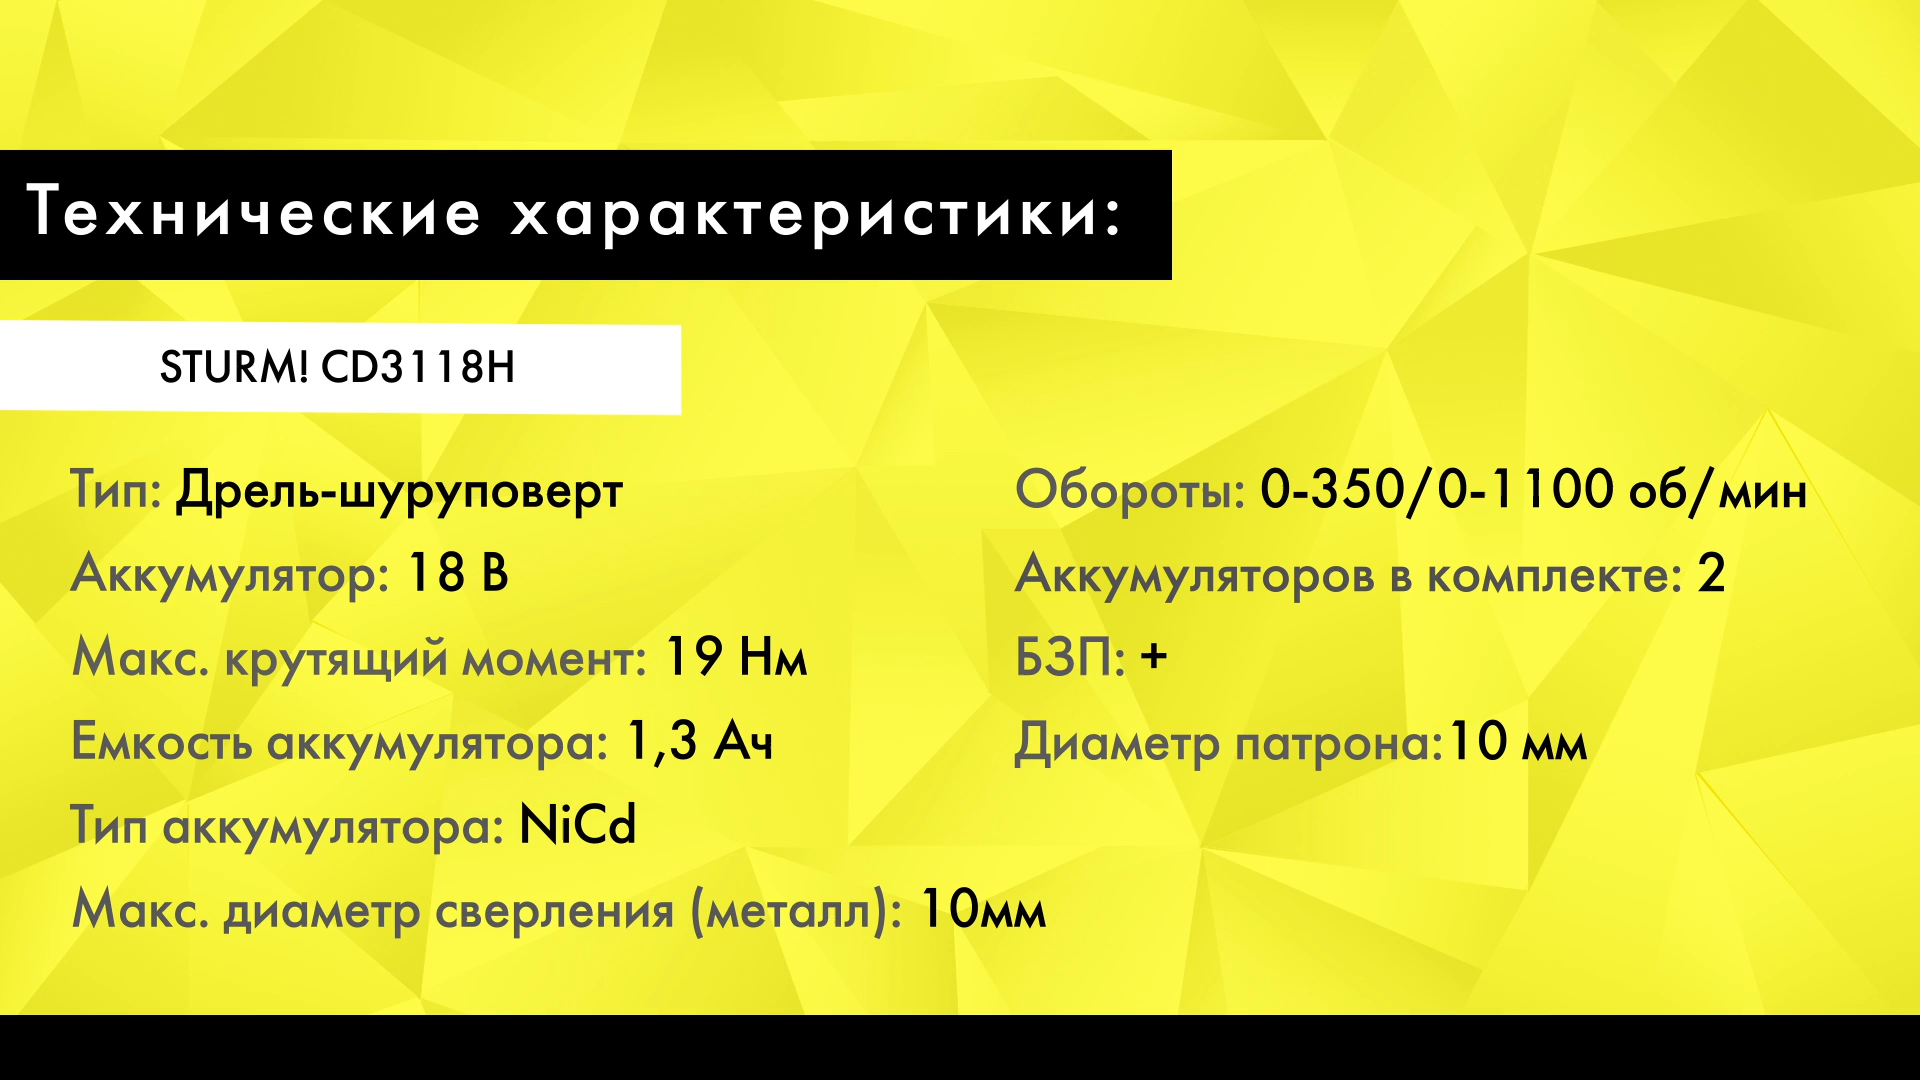 Технические характеристики:
STURM! CD3118H
Тип: Дрель-шуруповерт
Аккумулятор: 18 В
Макс. крутящий момент: 19 Нм
Емкость аккумулятора: 1,3 Ач
Тип аккумулятора: NiCd
Макс. диаметр сверления (металл): 10мм
Обороты: 0-350/0-1100 об/мин
Аккумуляторов в комплекте: 2
БЗП: +
Диаметр патрона:10 мм